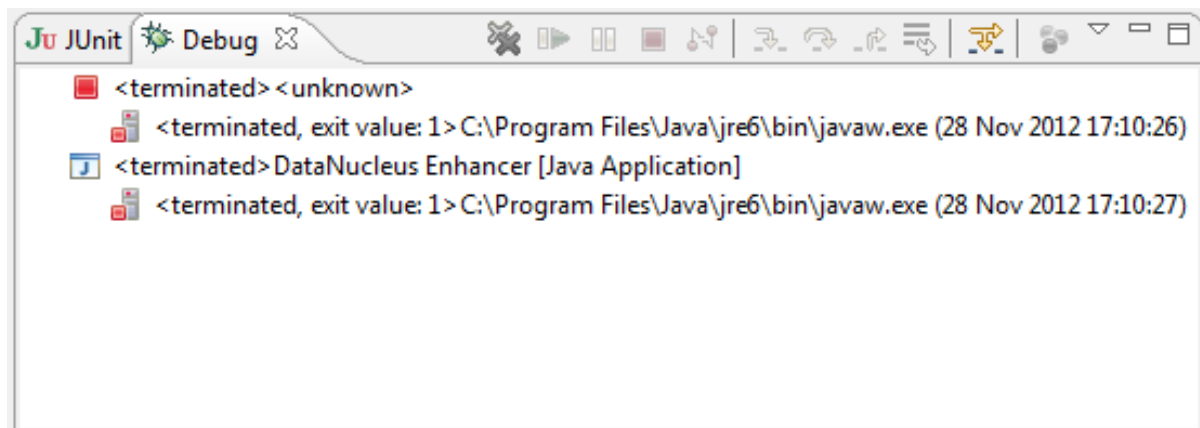 JU JUnit Debug
<terminated><unknown>
<terminated, exit value: 1>C:\Program Files\Java\jre6\bin\javaw.exe (28 Nov 2012 17:10:26)
J <terminated>DataNucleus Enhancer [Java Application]
<terminated, exit value: 1>C:\Program Files\Java\jre6\bin\javaw.exe (28 Nov 2012 17:10:27)